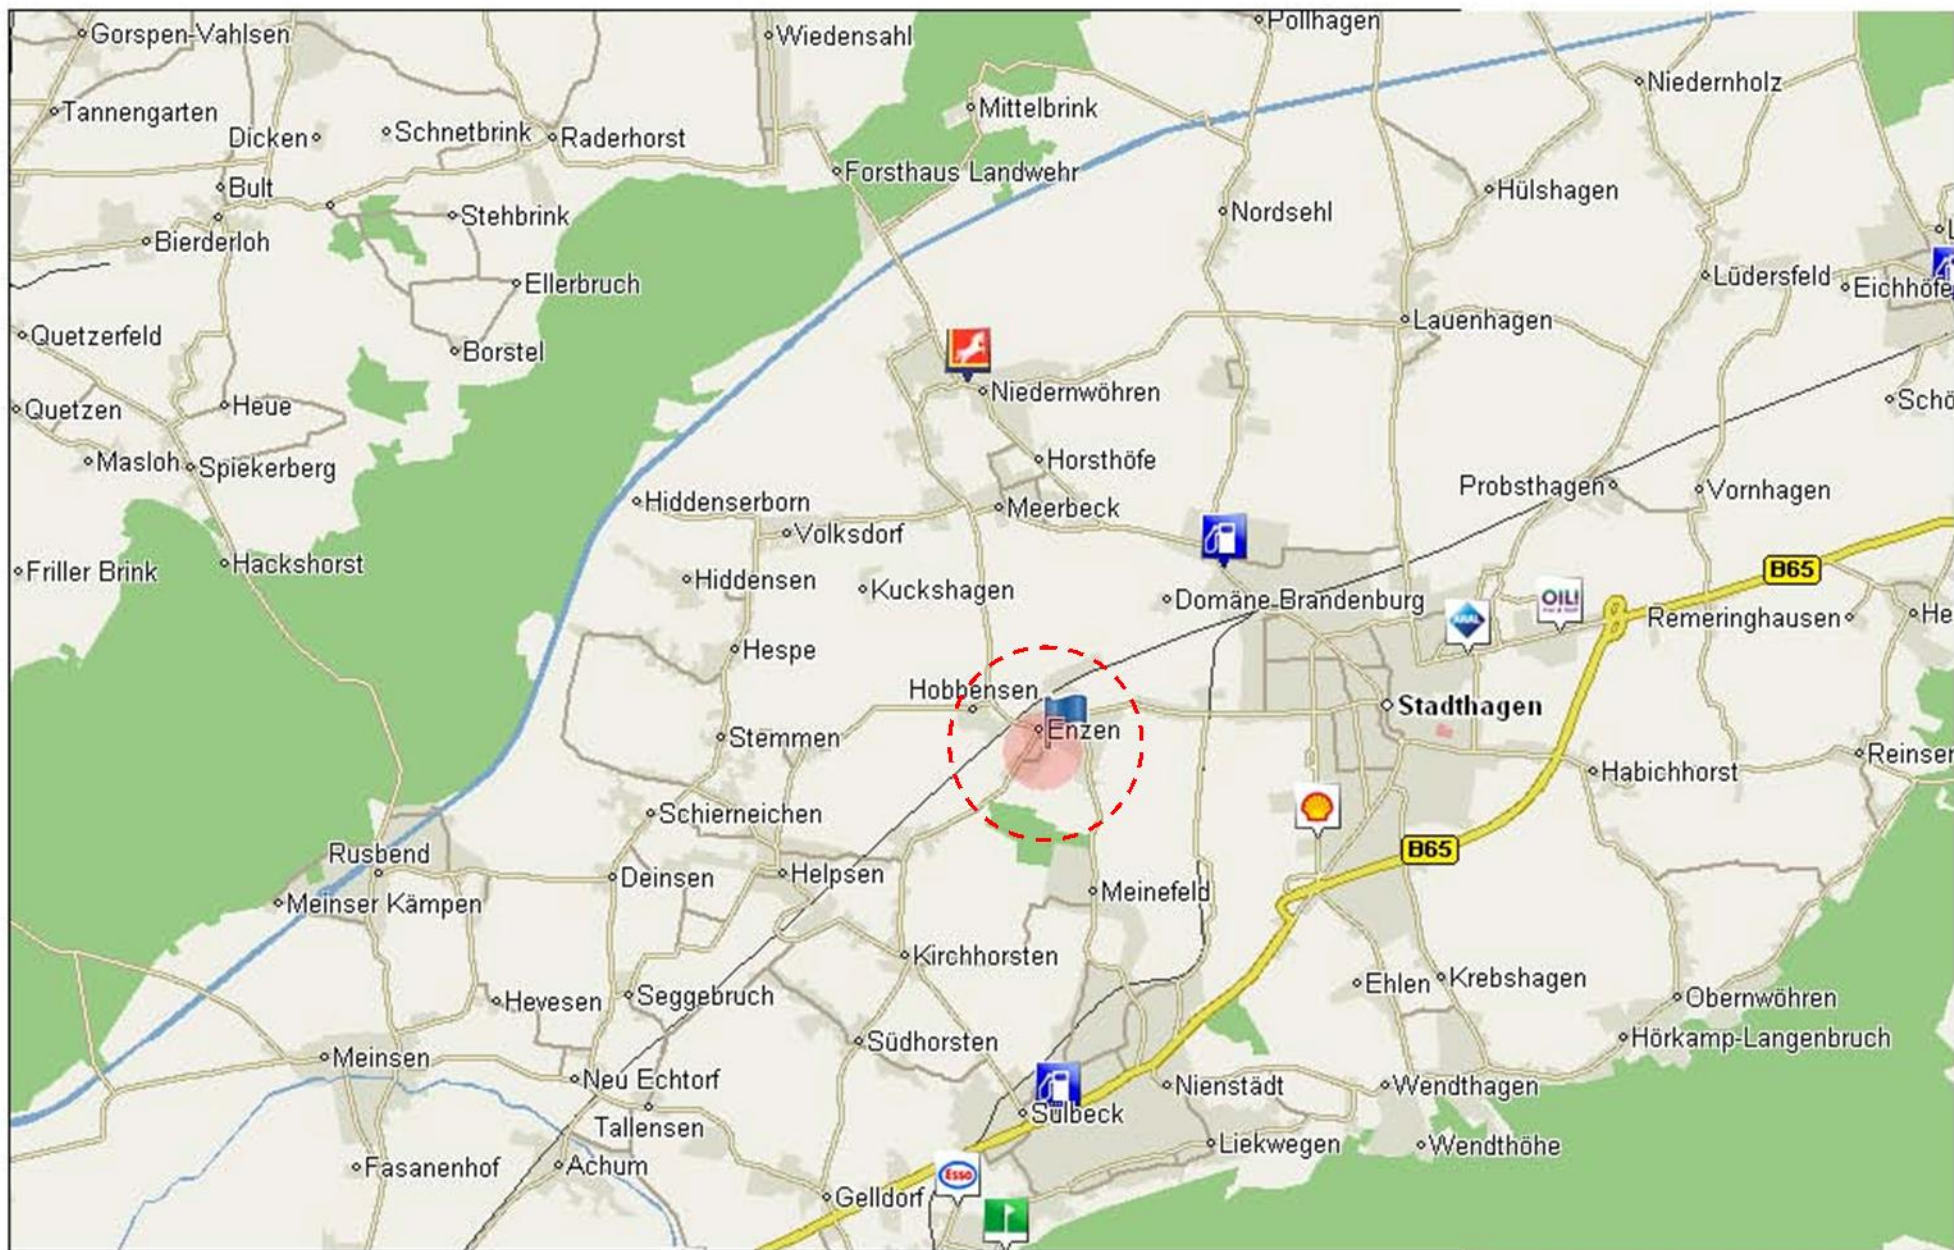 Gorspen-Vahlsen
Wiedensahl
Pollhagen
Niedernholz
Tannengarten
Mittelbrink
Dicken
Schnetbrink
Raderhorst
Forsthaus Landwehr
Bult
Hülshagen
Stehbrink
Nordsehl
Bierderloh
Lüdersfeld
Eichhöfe
Ellerbruch
Lauenhagen
Quetzerfeld
Borstel
Niedernwöhren
Schö
Quetzen
Heue
Masloh
Spiekerberg
Horsthöfe
Probsthagen
Vornhagen
Hiddenserborn
Meerbeck
Volksdorf
Friller Brink
Hackshorst
B65
Hiddensen
Kuckshagen
Domäne Brandenburg
ARAL
OIL!
Remeringhausen
He
Hespe
Hobbensen
Stadthagen
Enzen
Stemmen
Reinser
Habichhorst
Schierneichen
B65
Rusbend
Deinsen
Helpsen
Meinefeld
Meinser Kämpen
Kirchhorsten
Ehlen
Krebshagen
Hevesen
Seggebruch
Obernwöhren
Südhorsten
Hörkamp-Langenbruch
Meinsen
Neu Echtorf
Nienstädt
Wendthagen
Sülbeck
Tallensen
Liekwegen
Wendthöhe
Fasanenhof
Achum
Esso
Gelldorf